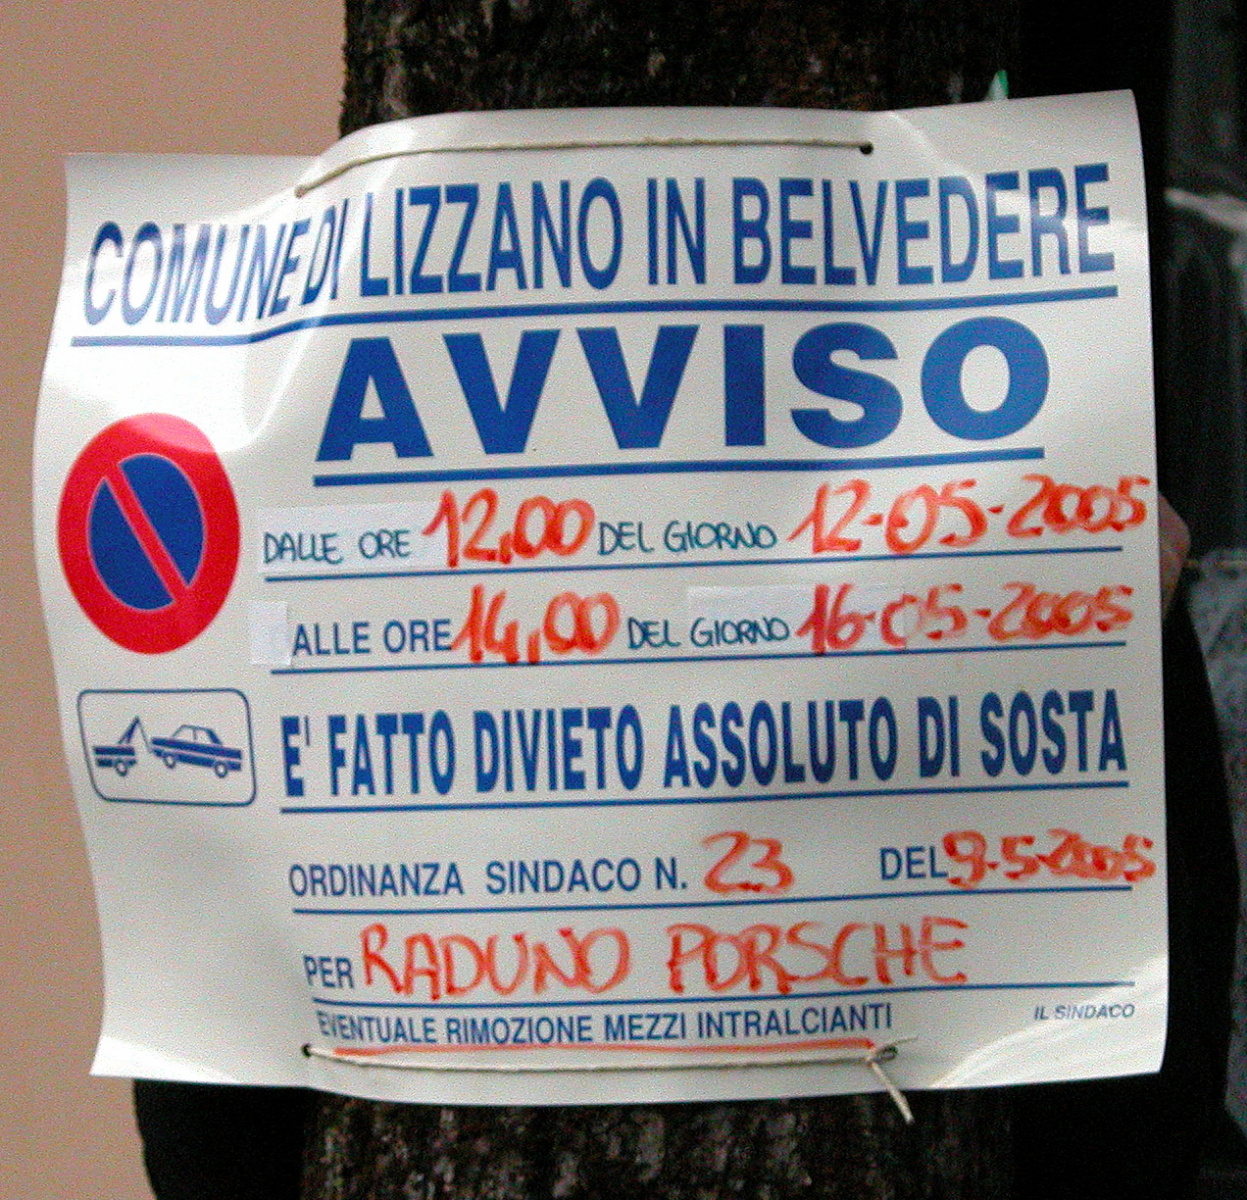 COMUNE DI LIZZANO IN BELVEDERE
AVVISO
DALLE ORE 12,00 DEL GIORNO 12-05-2005
ALLE ORE 14,00 DEL GIORNO 16-05-2005
E' FATTO DIVIETO ASSOLUTO DI SOSTA
ORDINANZA SINDACO N. 23 DEL 9-5-2005
PER RADUNO PORSCHE
EVENTUALE RIMOZIONE MEZZI INTRALCIANTI
IL SINDACO